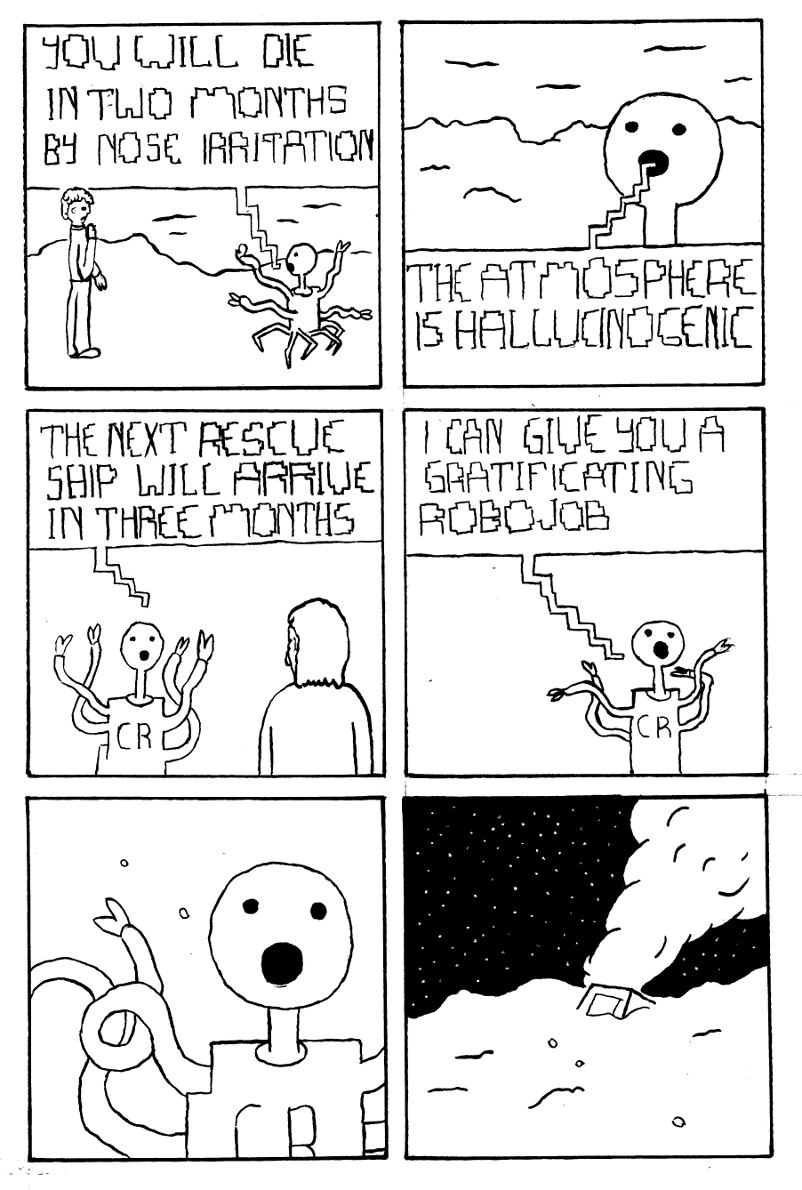 YOU WILL DIE
IN TWO MONTHS
BY NOSE IRRITATION
THE ATMOSPHERE
IS HALLUCINOGENIC
THE NEXT RESCUE
SHIP WILL ARRIVE
IN THREE MONTHS
CR
I CAN GIVE YOU A
GRATIFICATING
ROBOJOB
CR
CR